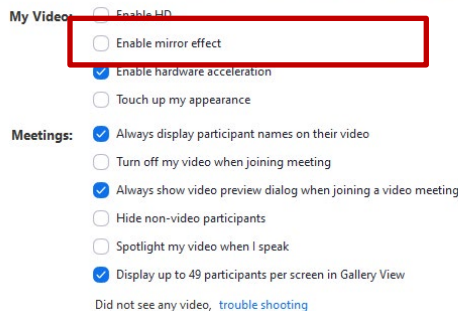 My Video: Enable HD
Enable mirror effect
Enable hardware acceleration
Touch up my appearance
Meetings: Always display participant names on their video
Turn off my video when joining meeting
Always show video preview dialog when joining a video meeting
Hide non-video participants
Spotlight my video when I speak
Display up to 49 participants per screen in Gallery View
Did not see any video, trouble shooting